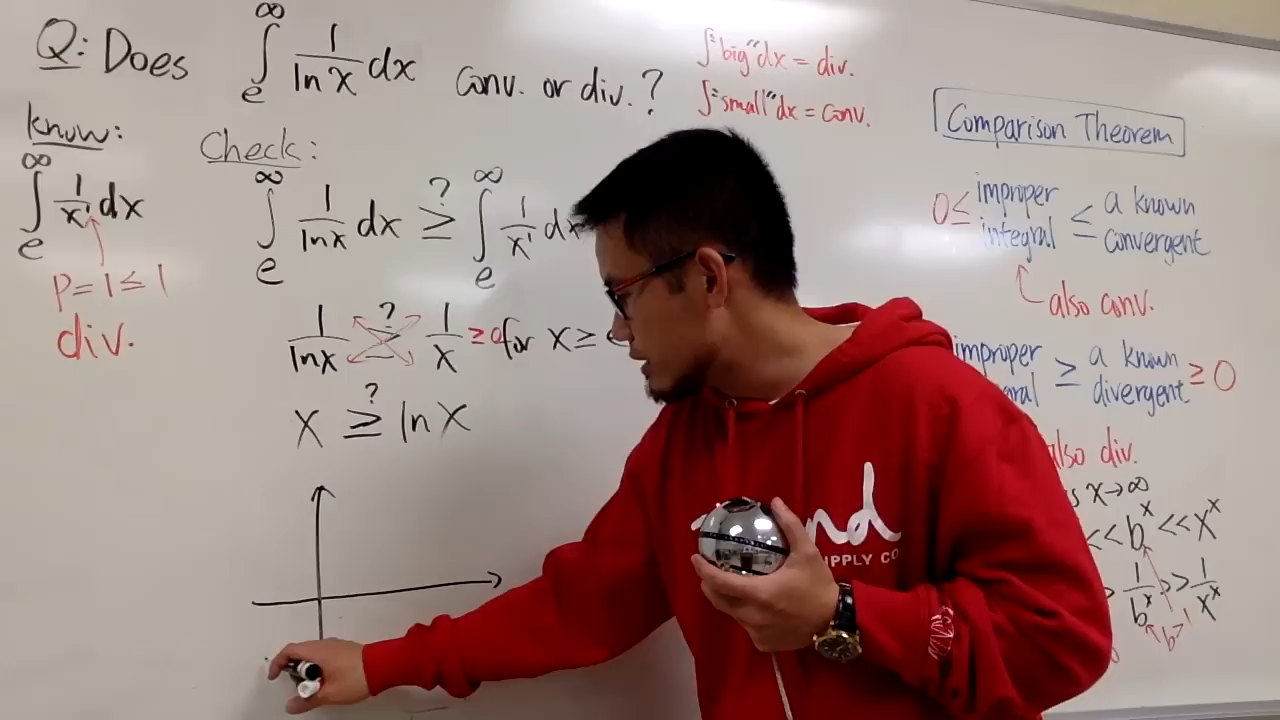 Q: Does ∫_e^∞ 1/ln x dx conv. or div.?
∫"big" dx = div.
∫"small" dx = conv.
Know:
∫_e^∞ 1/x¹ dx
p=1≤1
div.
Check:
∫_e^∞ 1/ln x dx ≥? ∫_e^∞ 1/x¹ dx
1/ln x ≥? 1/x ≥0 for x ≥
x ≥? ln x
Comparison Theorem
0≤ improper integral ≤ a known convergent
also conv.
improper ≥ a known divergent ≥ 0
also div.
x→∞
<< b^x << x^x
> 1/b^x >> 1/x^x
b>1